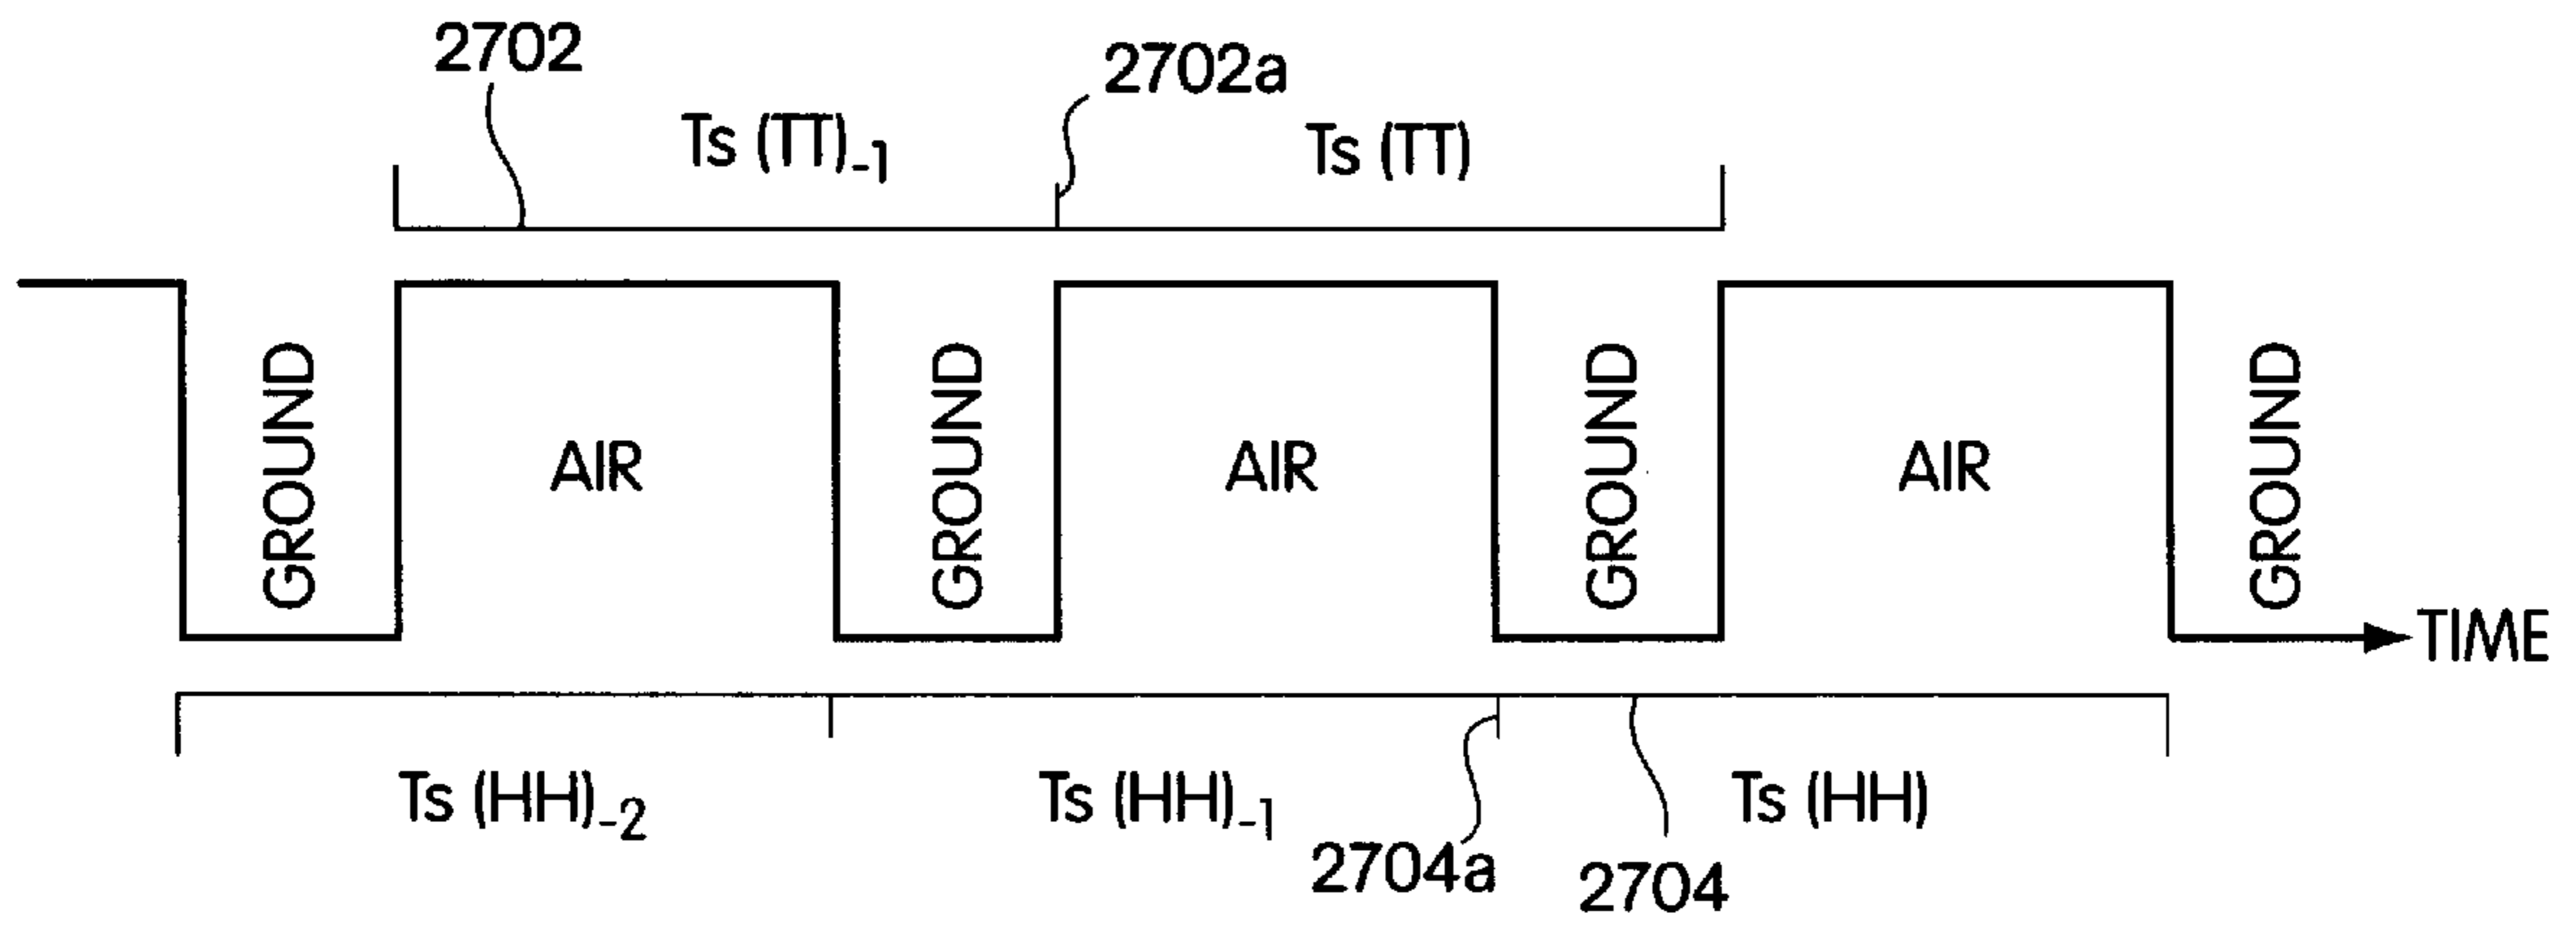 2702
2702a
Ts (TT)-1
Ts (TT)
GROUND
AIR
GROUND
AIR
GROUND
AIR
GROUND
TIME
Ts (HH)-2
Ts (HH)-1
Ts (HH)
2704a
2704